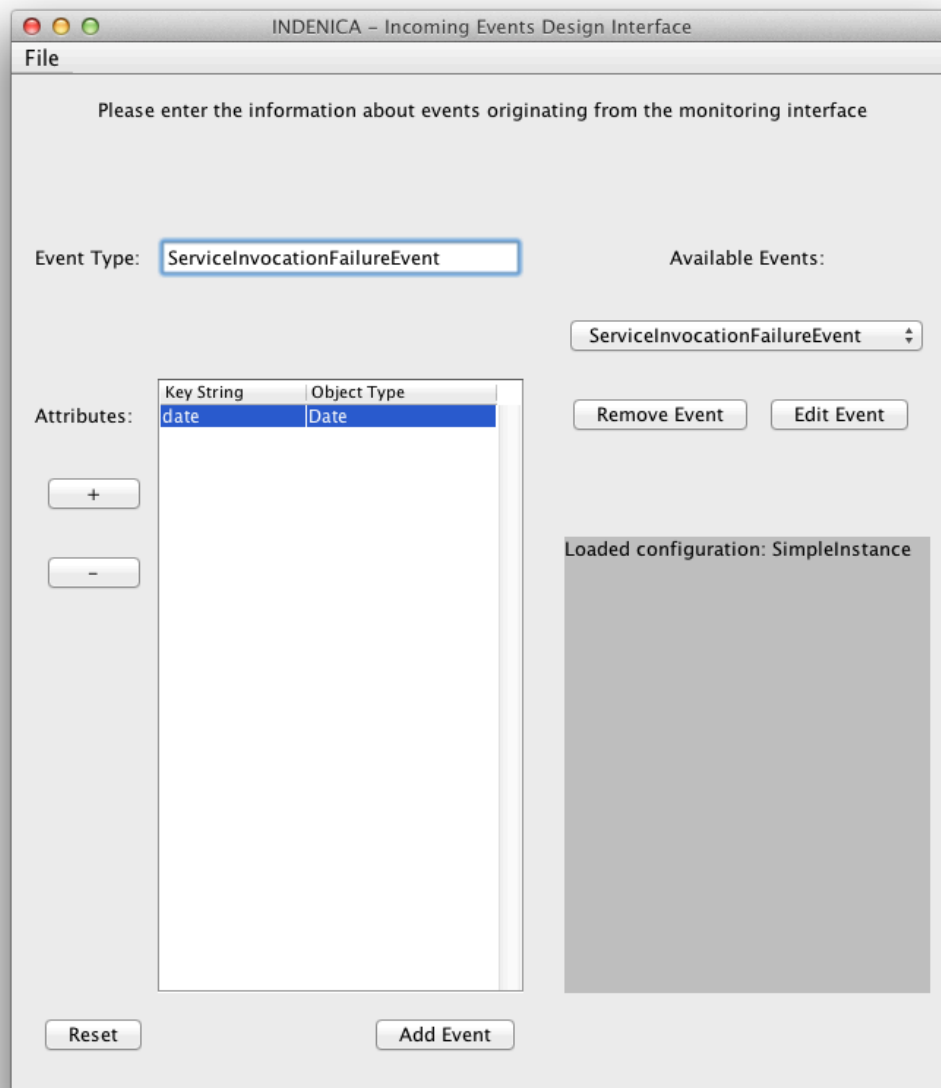 INDENICA – Incoming Events Design Interface
File
Please enter the information about events originating from the monitoring interface
Event Type: ServiceInvocationFailureEvent
Available Events:
ServiceInvocationFailureEvent
Attributes:
Key String Object Type
date Date
Remove Event Edit Event
+
-
Loaded configuration: SimpleInstance
Reset Add Event